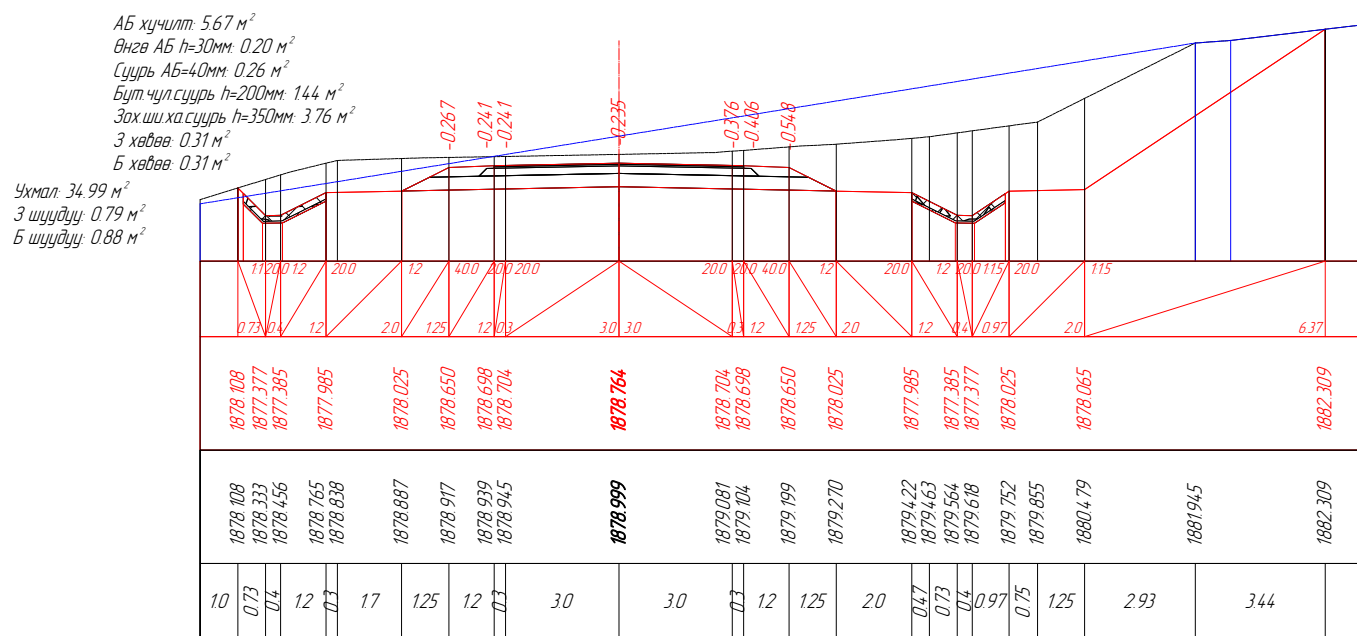 АБ хучилт: 5.67 м²
Өнгө АБ h=30мм: 0.20 м²
Суурь АБ=40мм: 0.26 м²
Бут.чул.суурь h=200мм: 1.44 м²
Зах.ши.ха.суурь h=350мм: 3.76 м²
З хөвөө: 0.31 м²
Б хөвөө: 0.31 м²
Ухмал: 34.99 м²
З шуудуу: 0.79 м²
Б шуудуу: 0.88 м²
-0.267 -0.241 -0.241 -0.235 -0.376 -0.406 -0.548
1:1 20.0 1:2 20.0 1:2 40.0 20.0 20.0 20.0 20.0 40.0 1:2 20.0 1:2 20.0 1:1.5 20.0 1:1.5
0.73 0.4 1.2 2.0 1.25 1.2 0.3 3.0 3.0 0.3 1.2 1.25 2.0 1.2 0.4 0.97 2.0 6.37
1878.108 1877.377 1877.385 1877.985 1878.025 1878.650 1878.698 1878.704 1878.764 1878.704 1878.698 1878.650 1878.025 1877.985 1877.385 1877.377 1878.025 1878.065 1882.309
1878.108 1878.333 1878.456 1878.765 1878.838 1878.887 1878.917 1878.939 1878.945 1878.999 1879.081 1879.104 1879.199 1879.270 1879.422 1879.463 1879.564 1879.618 1879.752 1879.855 1880.479 1881.945 1882.309
1.0 0.73 0.4 1.2 0.3 1.7 1.25 1.2 0.3 3.0 3.0 0.3 1.2 1.25 2.0 0.47 0.73 0.4 0.97 0.75 1.25 2.93 3.44